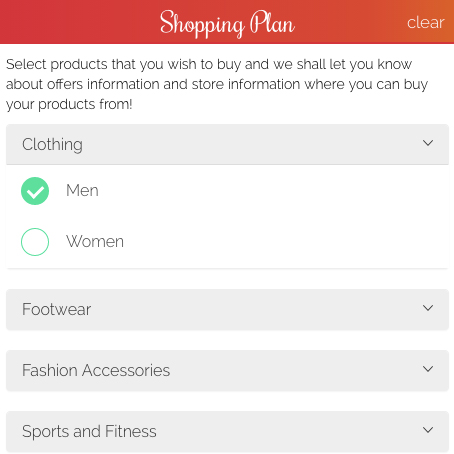 Shopping Plan
clear
Select products that you wish to buy and we shall let you know
about offers information and store information where you can buy
your products from!
Clothing
Men
Women
Footwear
Fashion Accessories
Sports and Fitness